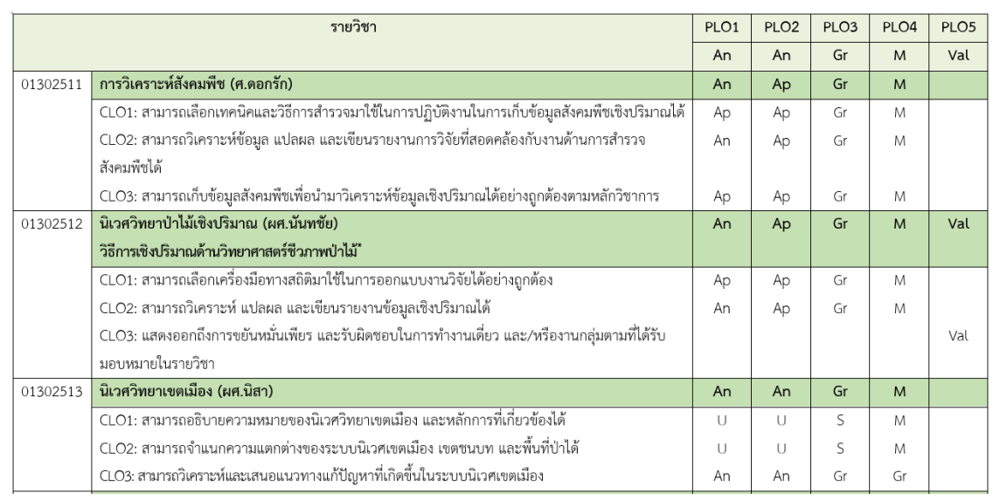 รายวิชา PLO1 PLO2 PLO3 PLO4 PLO5
An An Gr M Val
01302511 การวิเคราะห์สังคมพืช (ศ.ดอกรัก) An Ap Gr M
CLO1: สามารถเลือกเทคนิคและวิธีการสำรวจมาใช้ในการปฏิบัติงานในการเก็บข้อมูลสังคมพืชเชิงปริมาณได้ Ap Ap Gr M
CLO2: สามารถวิเคราะห์ข้อมูล แปลผล และเขียนรายงานการวิจัยที่สอดคล้องกับงานด้านการสำรวจ An Ap Gr M
สังคมพืชได้
CLO3: สามารถเก็บข้อมูลสังคมพืชเพื่อนำมาวิเคราะห์ข้อมูลเชิงปริมาณได้อย่างถูกต้องตามหลักวิชาการ Ap Ap Gr M
01302512 นิเวศวิทยาป่าไม้เชิงปริมาณ (ผศ.นันทชัย) An Ap Gr M Val
วิธีการเชิงปริมาณด้านวิทยาศาสตร์ชีวภาพป่าไม้*
CLO1: สามารถเลือกเครื่องมือทางสถิติมาใช้ในการออกแบบงานวิจัยได้อย่างถูกต้อง Ap Ap Gr M
CLO2: สามารถวิเคราะห์ แปลผล และเขียนรายงานข้อมูลเชิงปริมาณได้ An Ap Gr M
CLO3: แสดงออกถึงการขยันหมั่นเพียร และรับผิดชอบในการทำงานเดี่ยว และ/หรืองานกลุ่มตามที่ได้รับ Val
มอบหมายในรายวิชา
01302513 นิเวศวิทยาเขตเมือง (ผศ.นิสา) An An Gr M
CLO1: สามารถอธิบายความหมายของนิเวศวิทยาเขตเมือง และหลักการที่เกี่ยวข้องได้ U U S M
CLO2: สามารถจำแนกความแตกต่างของระบบนิเวศเขตเมือง เขตชนบท และพื้นที่ป่าได้ U U S M
CLO3: สามารถวิเคราะห์และเสนอแนวทางแก้ปัญหาที่เกิดขึ้นในระบบนิเวศเขตเมือง An An Gr Gr